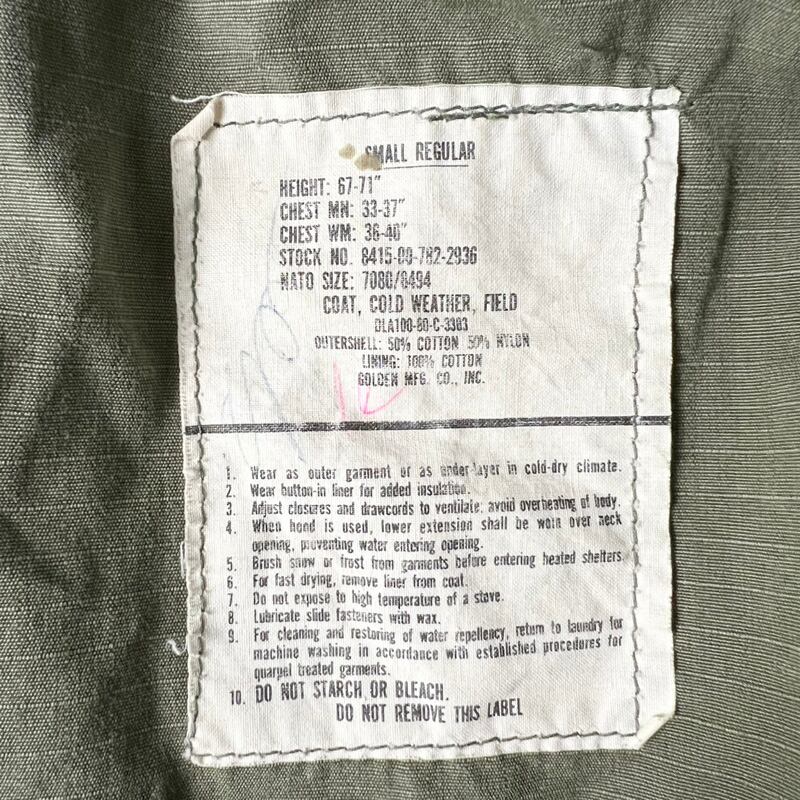 SMALL REGULAR
HEIGHT: 67-71"
CHEST MN: 33-37"
CHEST WM: 36-40"
STOCK NO. 8415-00-782-2936
NATO SIZE: 7080/8494
COAT, COLD WEATHER, FIELD
DLA100-80-C-3303
OUTERSHELL: 50% COTTON 50% NYLON
LINING: 100% COTTON
GOLDEN MFG. CO., INC.
1. Wear as outer garment or as under-layer in cold-dry climate.
2. Wear button-in liner for added insulation.
3. Adjust closures and drawcords to ventilate: avoid overheating of body.
4. When hood is used, lower extension shall be worn over neck
opening, preventing water entering opening.
5. Brush snow or frost from garments before entering heated shelters.
6. For fast drying, remove liner from coat.
7. Do not expose to high temperature of a stove.
8. Lubricate slide fasteners with wax.
9. For cleaning and restoring of water repellency, return to laundry for
machine washing in accordance with established procedures for
quarpel treated garments.
10. DO NOT STARCH OR BLEACH.
DO NOT REMOVE THIS LABEL